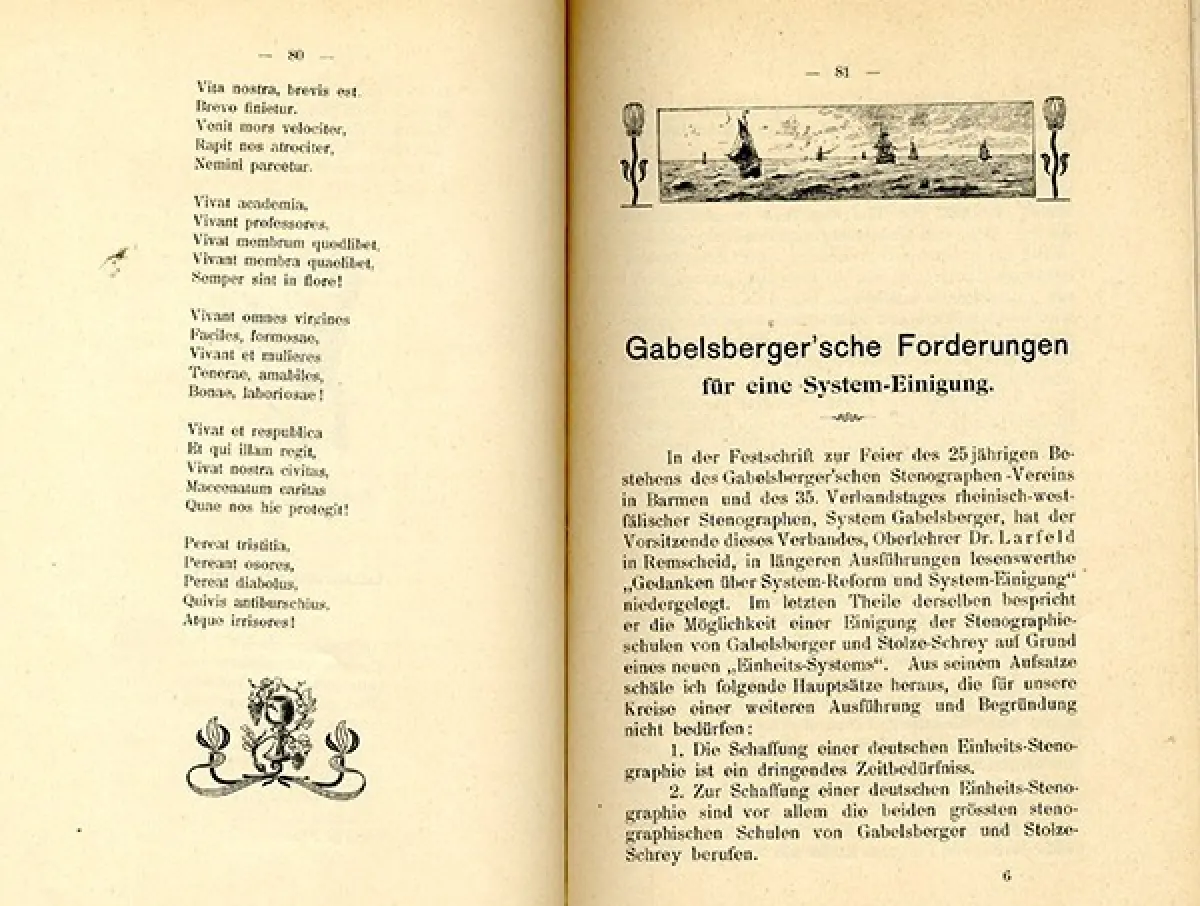 — 80 —
Vita nostra, brevis est.
Brevo finietur.
Venit mors velociter,
Rapit nos atrociter,
Nemini parcetur.
Vivat academia,
Vivant professores,
Vivat membrum quodlibet,
Vivant membra quaelibet,
Semper sint in flore!
Vivant omnes virgines
Faciles, formosae,
Vivant et mulieres
Tenerae, amabiles,
Bonae, laboriosae!
Vivat et respublica
Et qui illam regit,
Vivat nostra civitas,
Maecenatum caritas
Quae nos hic protegit!
Pereat tristitia,
Pereant osores,
Pereat diabolus,
Quivis antiburschius,
Atque irrisores!
— 81 —
Gabelsberger'sche Forderungen
für eine System-Einigung.
In der Festschrift zur Feier des 25jährigen Be-
stehens des Gabelsberger'schen Stenographen-Vereins
in Barmen und des 35. Verbandstages rheinisch-west-
fälischer Stenographen, System Gabelsberger, hat der
Vorsitzende dieses Verbandes, Oberlehrer Dr. Larfeld
in Remscheid, in längeren Ausführungen lesenswerthe
„Gedanken über System-Reform und System-Einigung“
niedergelegt. Im letzten Theile derselben bespricht
er die Möglichkeit einer Einigung der Stenographie-
schulen von Gabelsberger und Stolze-Schrey auf Grund
eines neuen „Einheits-Systems“. Aus seinem Aufsatze
schäle ich folgende Hauptsätze heraus, die für unsere
Kreise einer weiteren Ausführung und Begründung
nicht bedürfen:
1. Die Schaffung einer deutschen Einheits-Steno-
graphie ist ein dringendes Zeitbedürfniss.
2. Zur Schaffung einer deutschen Einheits-Steno-
graphie sind vor allem die beiden grössten steno-
graphischen Schulen von Gabelsberger und Stolze-
Schrey berufen.
6